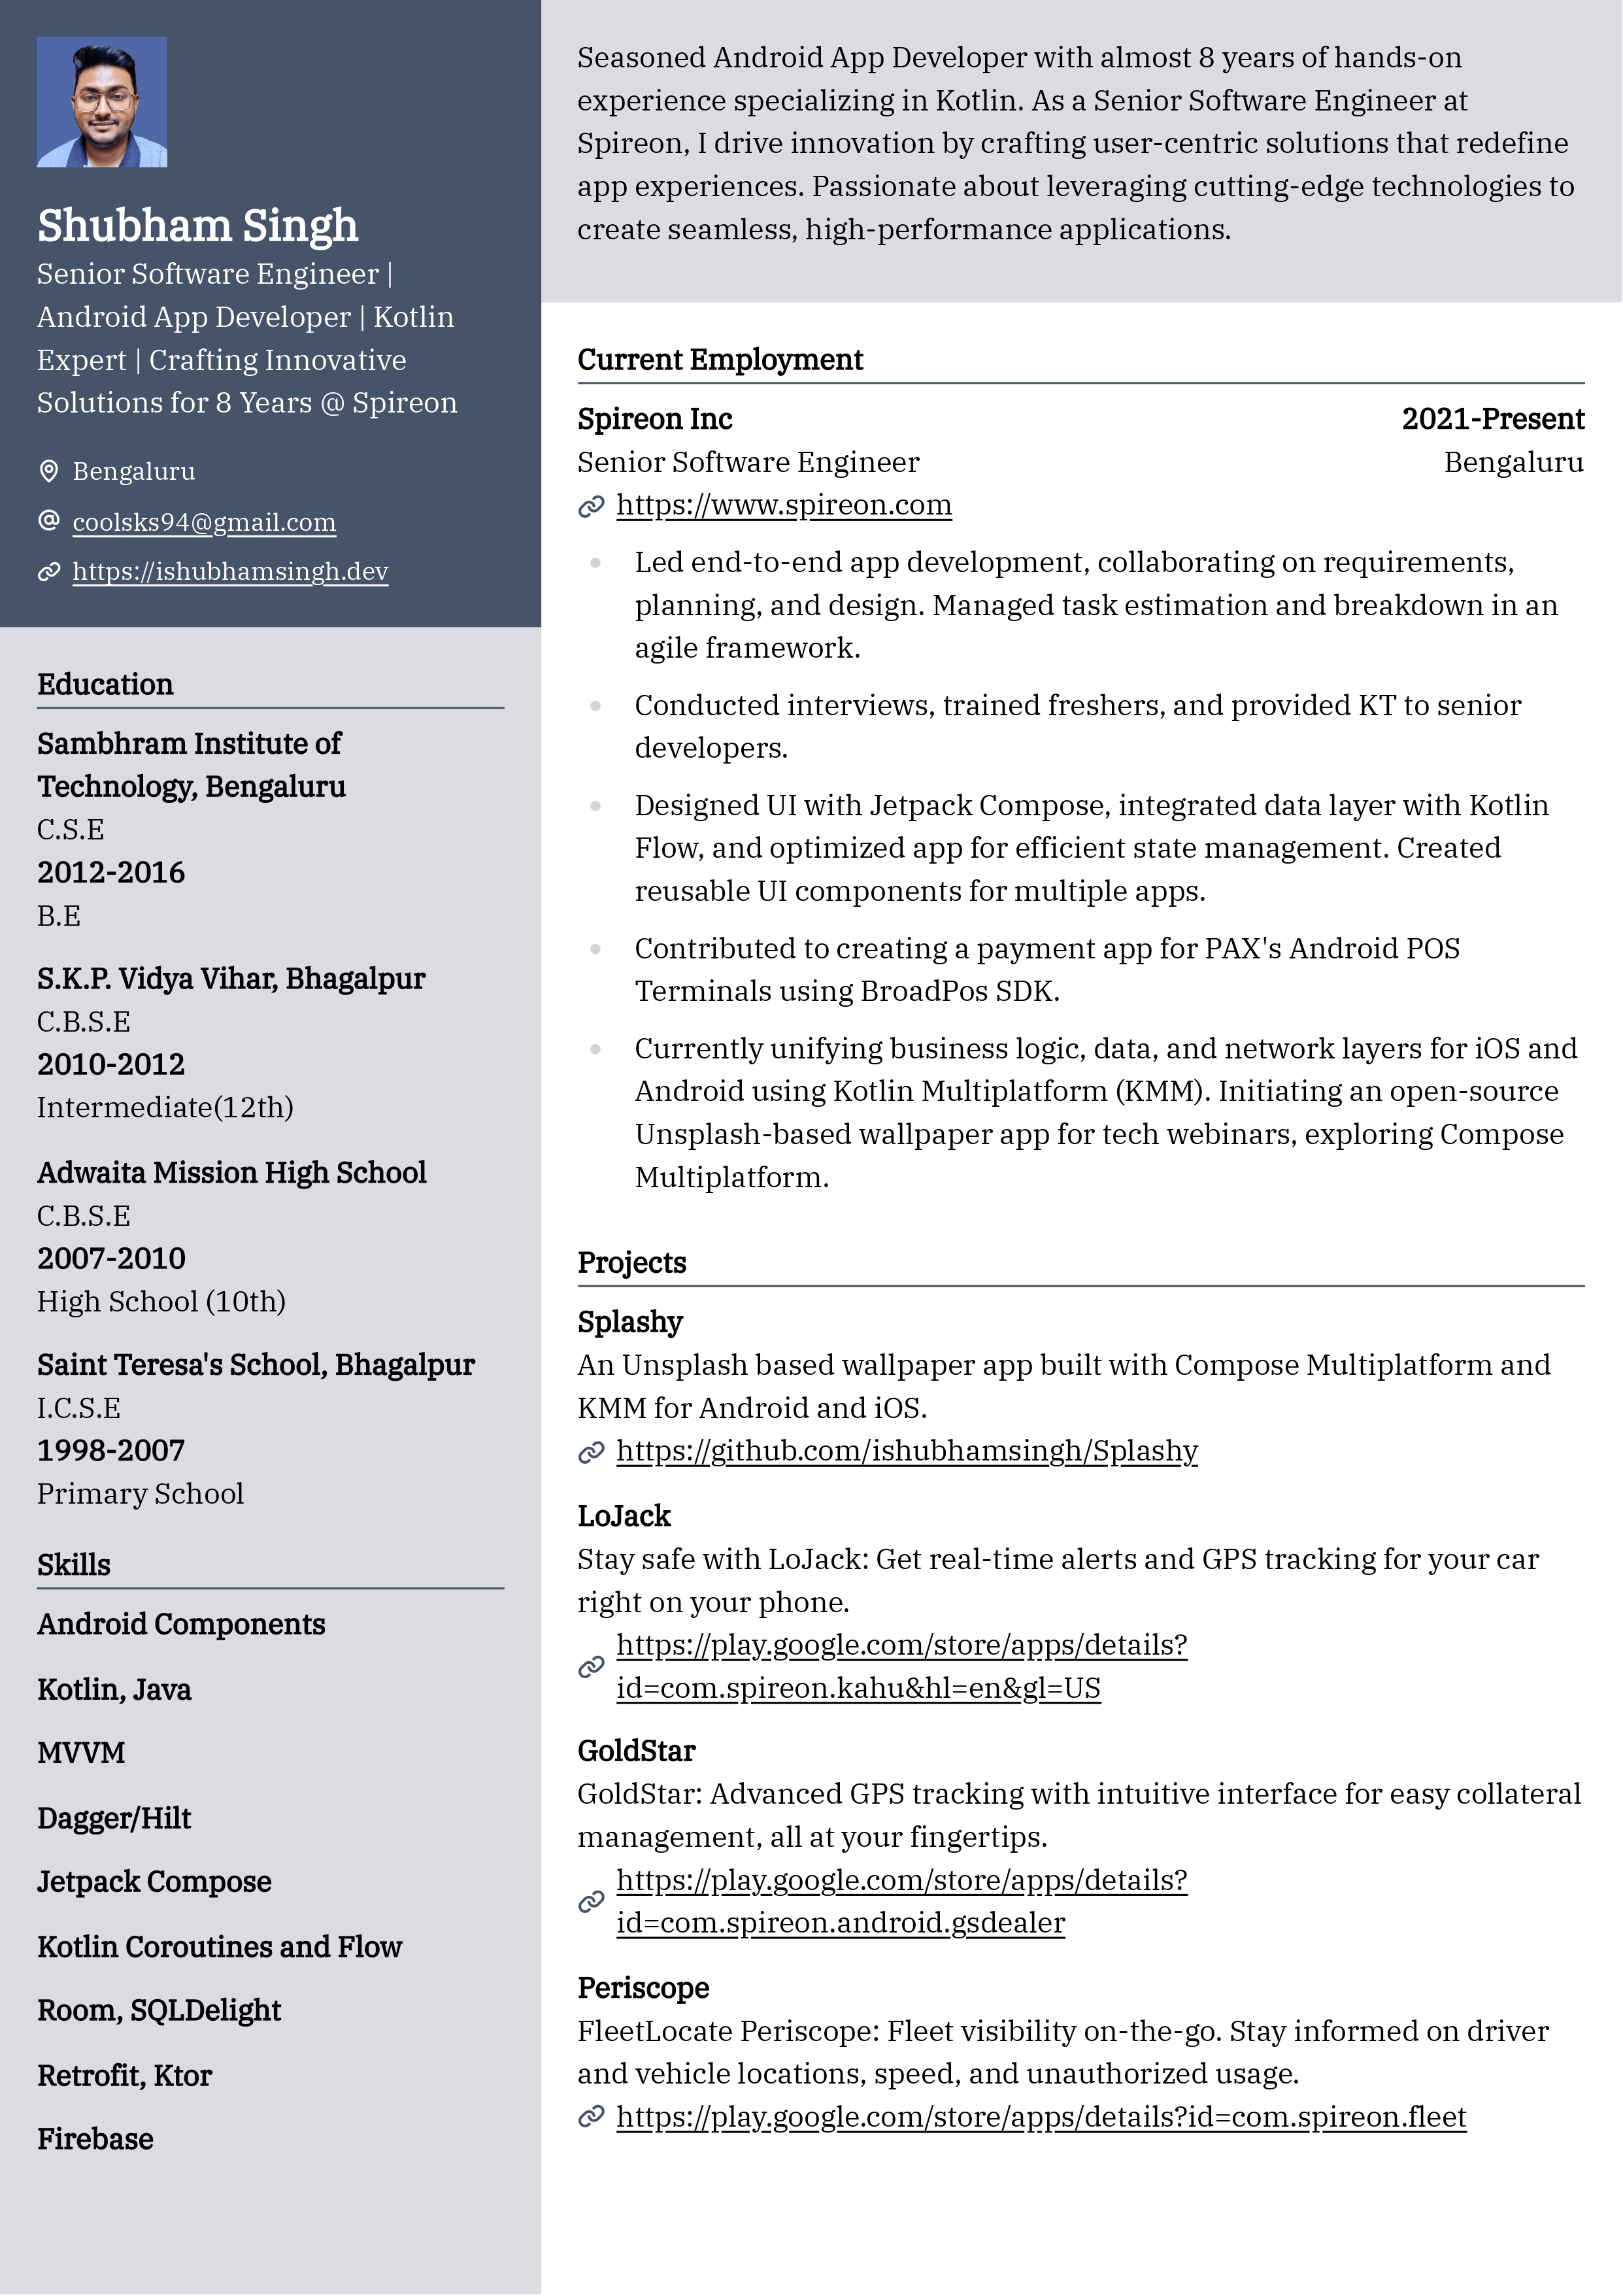 Shubham Singh
Senior Software Engineer |
Android App Developer | Kotlin
Expert | Crafting Innovative
Solutions for 8 Years @ Spireon
Bengaluru
coolsks94@gmail.com
https://ishubhamsingh.dev
Education
Sambhram Institute of
Technology, Bengaluru
C.S.E
2012-2016
B.E
S.K.P. Vidya Vihar, Bhagalpur
C.B.S.E
2010-2012
Intermediate(12th)
Adwaita Mission High School
C.B.S.E
2007-2010
High School (10th)
Saint Teresa's School, Bhagalpur
I.C.S.E
1998-2007
Primary School
Skills
Android Components
Kotlin, Java
MVVM
Dagger/Hilt
Jetpack Compose
Kotlin Coroutines and Flow
Room, SQLDelight
Retrofit, Ktor
Firebase
Seasoned Android App Developer with almost 8 years of hands-on
experience specializing in Kotlin. As a Senior Software Engineer at
Spireon, I drive innovation by crafting user-centric solutions that redefine
app experiences. Passionate about leveraging cutting-edge technologies to
create seamless, high-performance applications.
Current Employment
Spireon Inc 2021-Present
Senior Software Engineer Bengaluru
https://www.spireon.com
• Led end-to-end app development, collaborating on requirements,
planning, and design. Managed task estimation and breakdown in an
agile framework.
• Conducted interviews, trained freshers, and provided KT to senior
developers.
• Designed UI with Jetpack Compose, integrated data layer with Kotlin
Flow, and optimized app for efficient state management. Created
reusable UI components for multiple apps.
• Contributed to creating a payment app for PAX's Android POS
Terminals using BroadPos SDK.
• Currently unifying business logic, data, and network layers for iOS and
Android using Kotlin Multiplatform (KMM). Initiating an open-source
Unsplash-based wallpaper app for tech webinars, exploring Compose
Multiplatform.
Projects
Splashy
An Unsplash based wallpaper app built with Compose Multiplatform and
KMM for Android and iOS.
https://github.com/ishubhamsingh/Splashy
LoJack
Stay safe with LoJack: Get real-time alerts and GPS tracking for your car
right on your phone.
https://play.google.com/store/apps/details?
id=com.spireon.kahu&hl=en&gl=US
GoldStar
GoldStar: Advanced GPS tracking with intuitive interface for easy collateral
management, all at your fingertips.
https://play.google.com/store/apps/details?
id=com.spireon.android.gsdealer
Periscope
FleetLocate Periscope: Fleet visibility on-the-go. Stay informed on driver
and vehicle locations, speed, and unauthorized usage.
https://play.google.com/store/apps/details?id=com.spireon.fleet